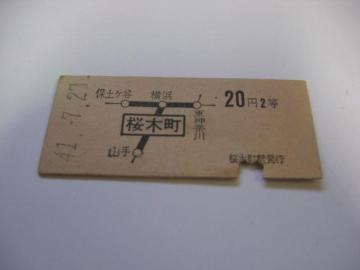 41.-7.23
保土ケ谷 横浜
東神奈川
桜木町
山手
20円2等
桜木町駅発行